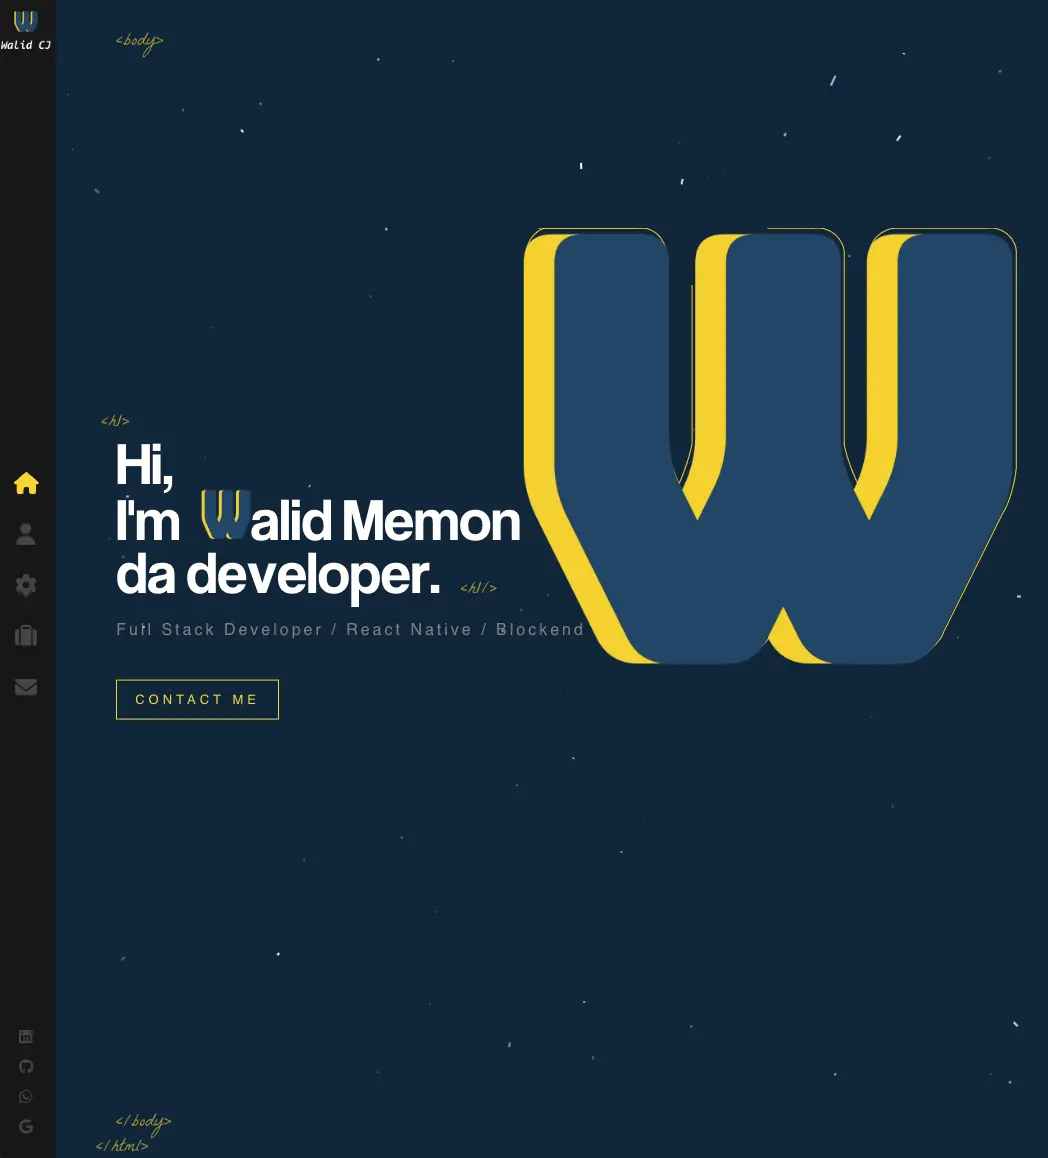 W
Walid CJ
<body>
W
<h1>
Hi,
I'm Walid Memon
da developer.
<h1/>
Full Stack Developer / React Native / Blockend
CONTACT ME
</body>
</html>